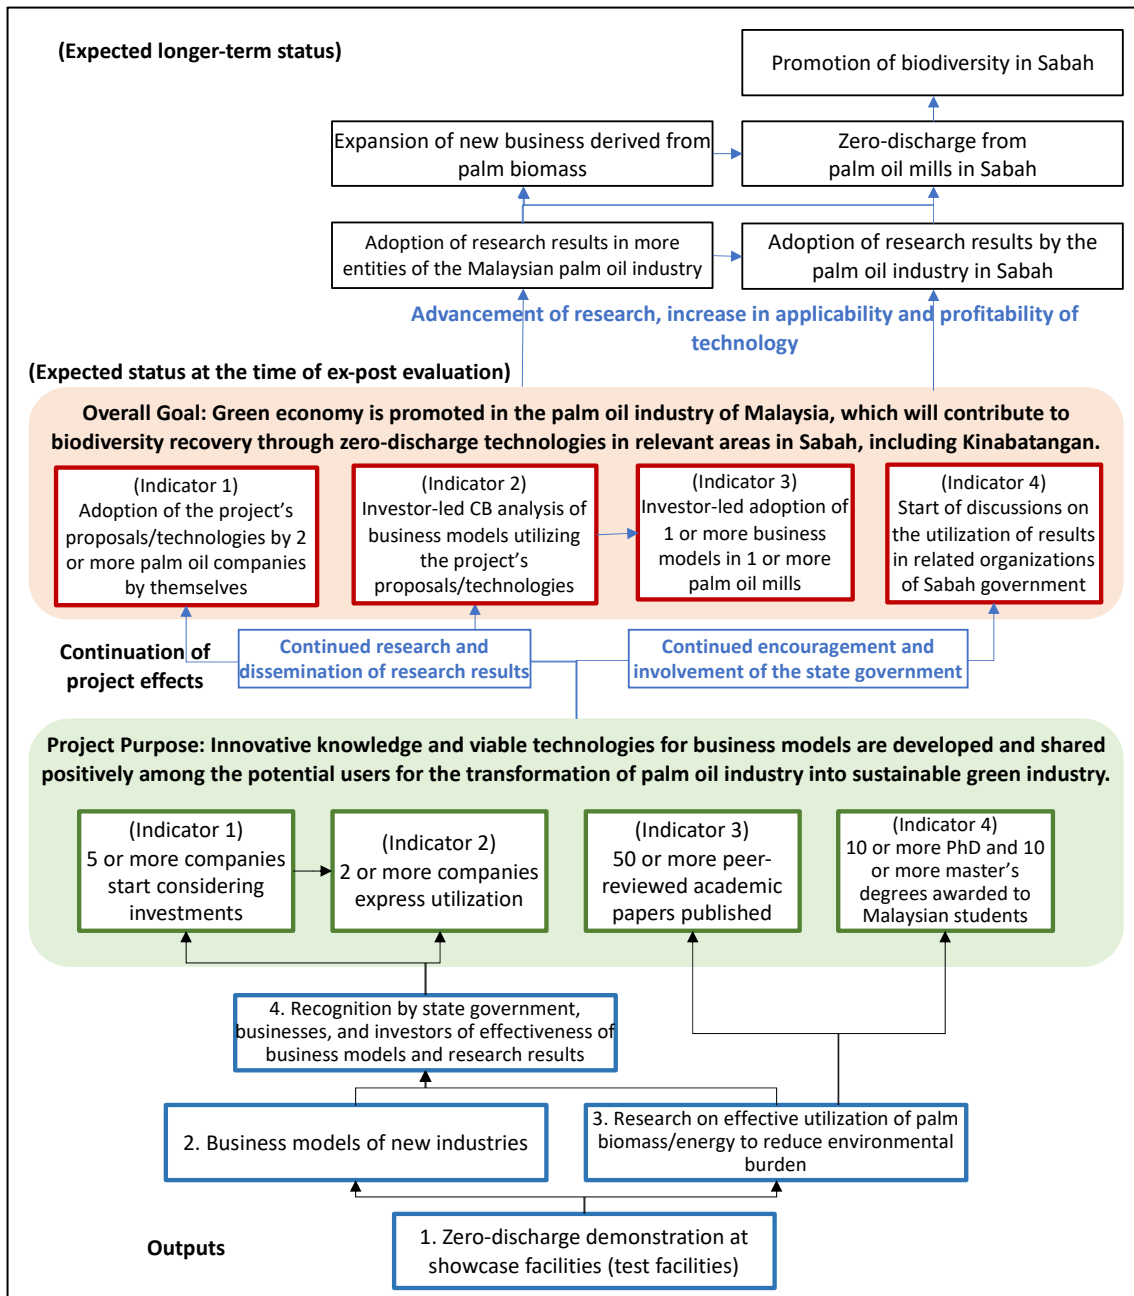 (Expected longer-term status)
Promotion of biodiversity in Sabah
Expansion of new business derived from
palm biomass
Zero-discharge from
palm oil mills in Sabah
Adoption of research results in more
entities of the Malaysian palm oil industry
Adoption of research results by the
palm oil industry in Sabah
Advancement of research, increase in applicability and profitability of
technology
(Expected status at the time of ex-post evaluation)
Overall Goal: Green economy is promoted in the palm oil industry of Malaysia, which will contribute to
biodiversity recovery through zero-discharge technologies in relevant areas in Sabah, including Kinabatangan.
(Indicator 1)
Adoption of the project's
proposals/technologies by 2
or more palm oil companies
by themselves
(Indicator 2)
Investor-led CB analysis of
business models utilizing
the project's
proposals/technologies
(Indicator 3)
Investor-led adoption of
1 or more business
models in 1 or more
palm oil mills
(Indicator 4)
Start of discussions on
the utilization of results
in related organizations
of Sabah government
Continuation of
project effects
Continued research and
dissemination of research results
Continued encouragement and
involvement of the state government
Project Purpose: Innovative knowledge and viable technologies for business models are developed and shared
positively among the potential users for the transformation of palm oil industry into sustainable green industry.
(Indicator 1)
5 or more companies
start considering
investments
(Indicator 2)
2 or more companies
express utilization
(Indicator 3)
50 or more peer-
reviewed academic
papers published
(Indicator 4)
10 or more PhD and 10
or more master's
degrees awarded to
Malaysian students
4. Recognition by state government,
businesses, and investors of effectiveness of
business models and research results
2. Business models of new industries
3. Research on effective utilization of palm
biomass/energy to reduce environmental
burden
Outputs
1. Zero-discharge demonstration at
showcase facilities (test facilities)